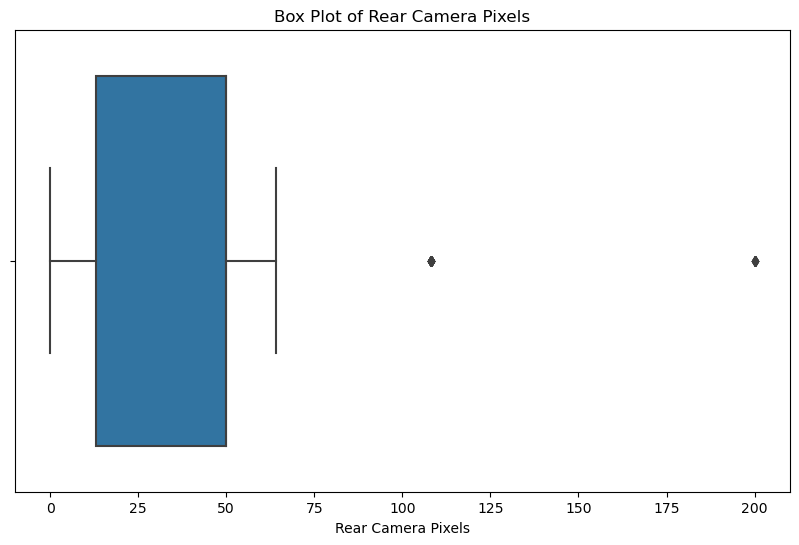 Box Plot of Rear Camera Pixels
0 25 50 75 100 125 150 175 200
Rear Camera Pixels